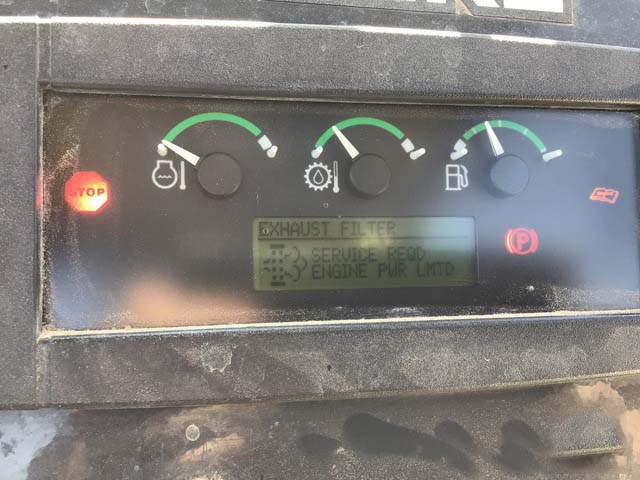 STOP
EXHAUST FILTER
SERVICE REQD
ENGINE PWR LMTD
P